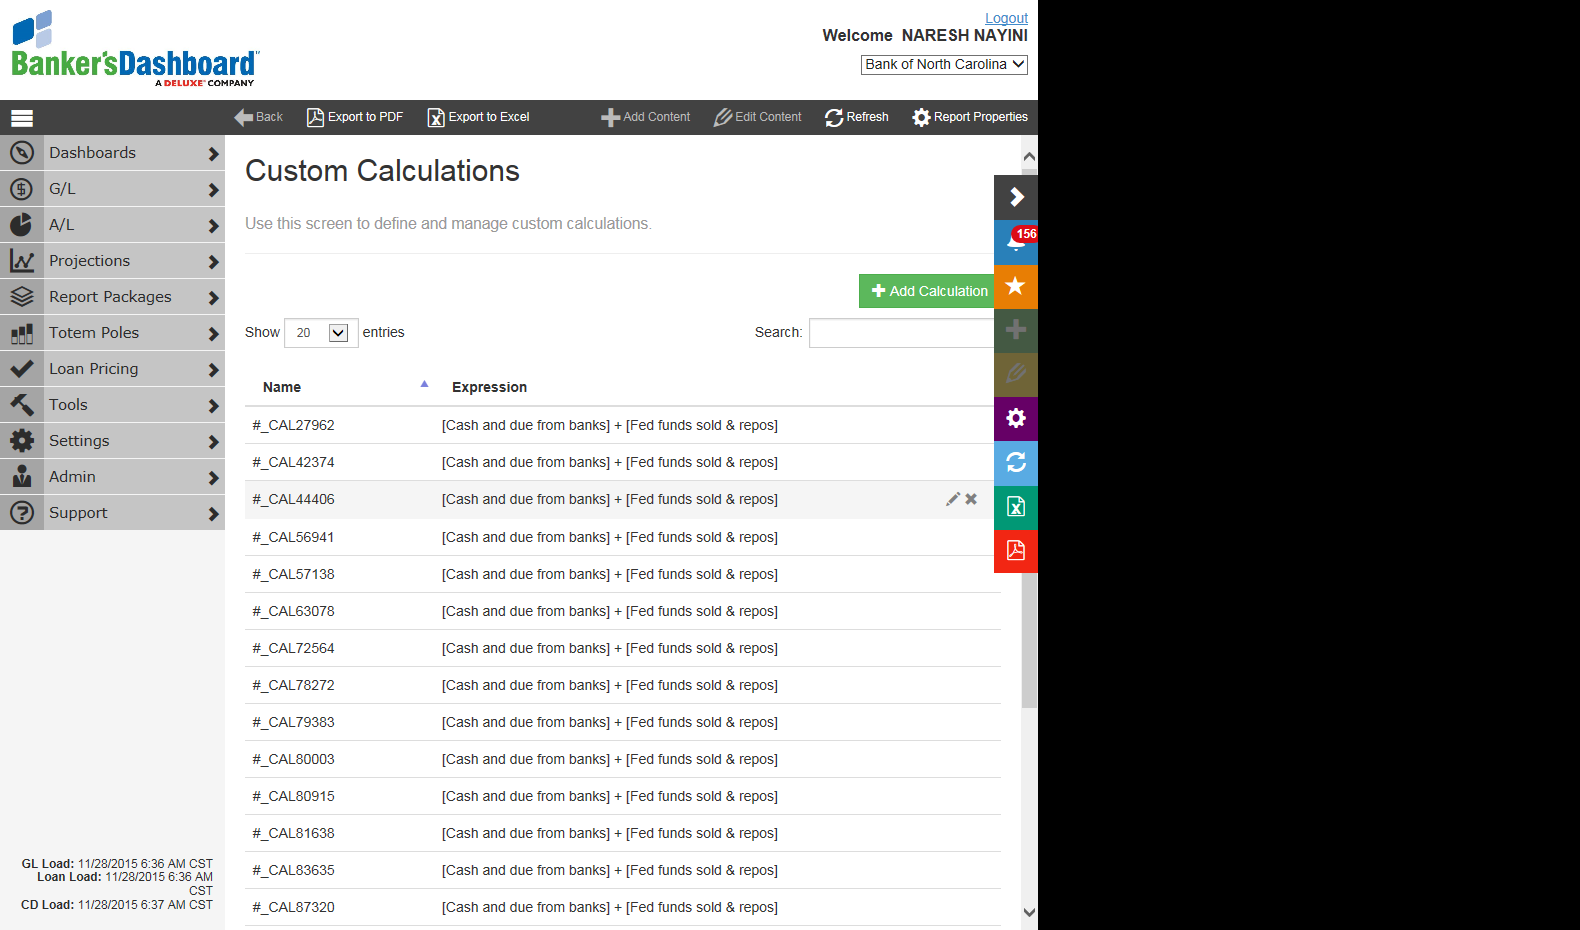 Logout
Welcome NARESH NAYINI
Bank of North Carolina
Banker'sDashboard
A DELUXE COMPANY
Back Export to PDF Export to Excel Add Content Edit Content Refresh Report Properties
Dashboards
G/L
A/L
Projections
Report Packages
Totem Poles
Loan Pricing
Tools
Settings
Admin
Support
GL Load: 11/28/2015 6:36 AM CST
Loan Load: 11/28/2015 6:36 AM
CST
CD Load: 11/28/2015 6:37 AM CST
Custom Calculations
Use this screen to define and manage custom calculations.
156
Add Calculation
Show 20 entries Search:
Name Expression
#_CAL27962 [Cash and due from banks] + [Fed funds sold & repos]
#_CAL42374 [Cash and due from banks] + [Fed funds sold & repos]
#_CAL44406 [Cash and due from banks] + [Fed funds sold & repos]
#_CAL56941 [Cash and due from banks] + [Fed funds sold & repos]
#_CAL57138 [Cash and due from banks] + [Fed funds sold & repos]
#_CAL63078 [Cash and due from banks] + [Fed funds sold & repos]
#_CAL72564 [Cash and due from banks] + [Fed funds sold & repos]
#_CAL78272 [Cash and due from banks] + [Fed funds sold & repos]
#_CAL79383 [Cash and due from banks] + [Fed funds sold & repos]
#_CAL80003 [Cash and due from banks] + [Fed funds sold & repos]
#_CAL80915 [Cash and due from banks] + [Fed funds sold & repos]
#_CAL81638 [Cash and due from banks] + [Fed funds sold & repos]
#_CAL83635 [Cash and due from banks] + [Fed funds sold & repos]
#_CAL87320 [Cash and due from banks] + [Fed funds sold & repos]